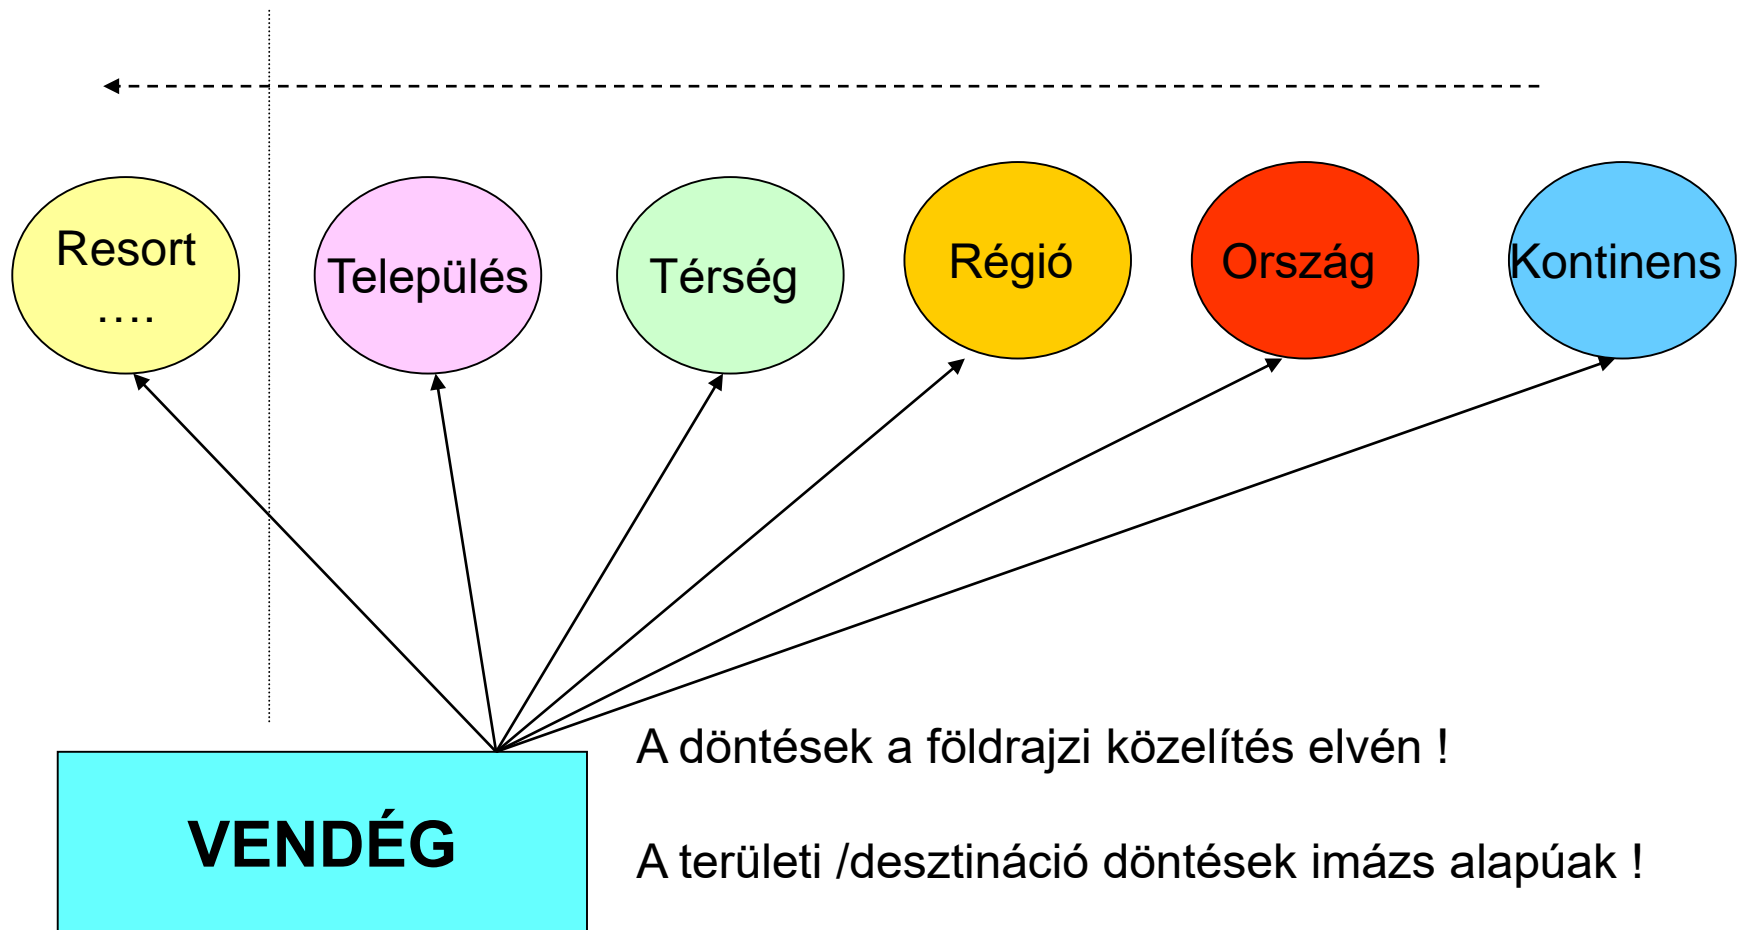 Resort
….
Település
Térség
Régió
Ország
Kontinens
A döntések a földrajzi közelítés elvén !
VENDÉG
A területi /desztináció döntések imázs alapúak !